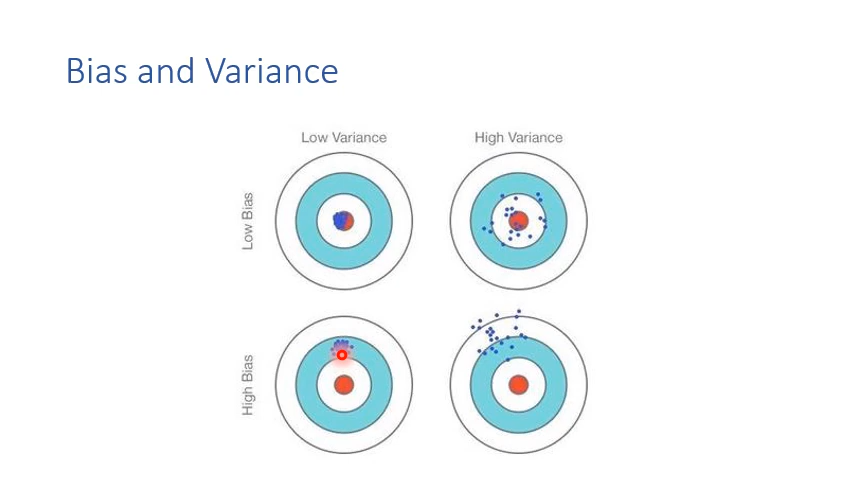 Bias and Variance
Low Variance
High Variance
Low Bias
High Bias